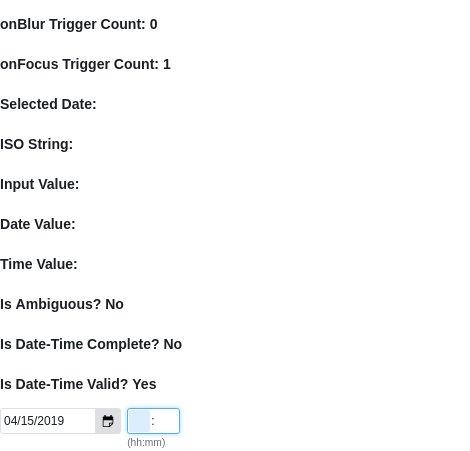 onBlur Trigger Count: 0
onFocus Trigger Count: 1
Selected Date:
ISO String:
Input Value:
Date Value:
Time Value:
Is Ambiguous? No
Is Date-Time Complete? No
Is Date-Time Valid? Yes
04/15/2019 :
(hh:mm)